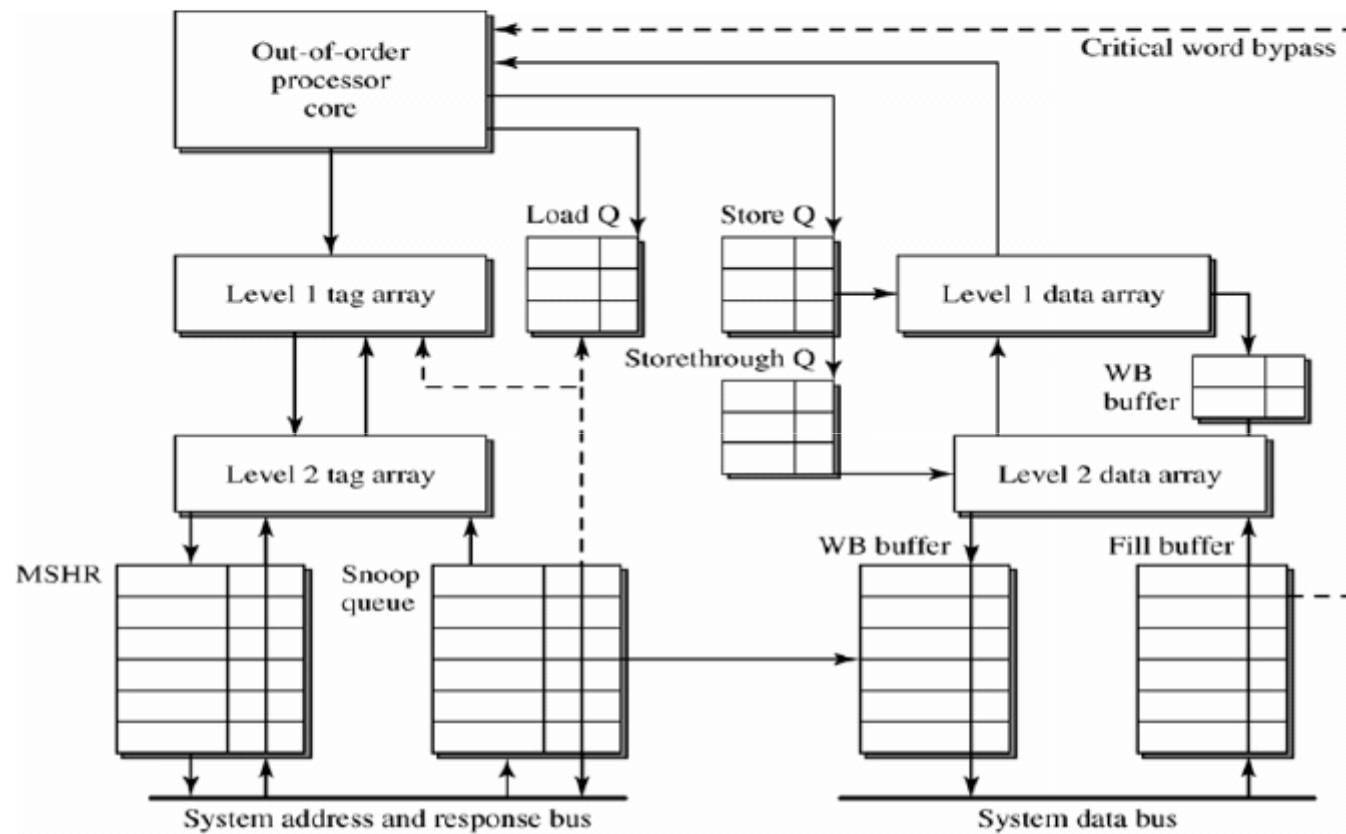 Out-of-order
processor
core
Critical word bypass
Load Q
Store Q
Level 1 tag array
Level 1 data array
Storethrough Q
WB
buffer
Level 2 tag array
Level 2 data array
MSHR
Snoop
queue
WB buffer
Fill buffer
System address and response bus
System data bus